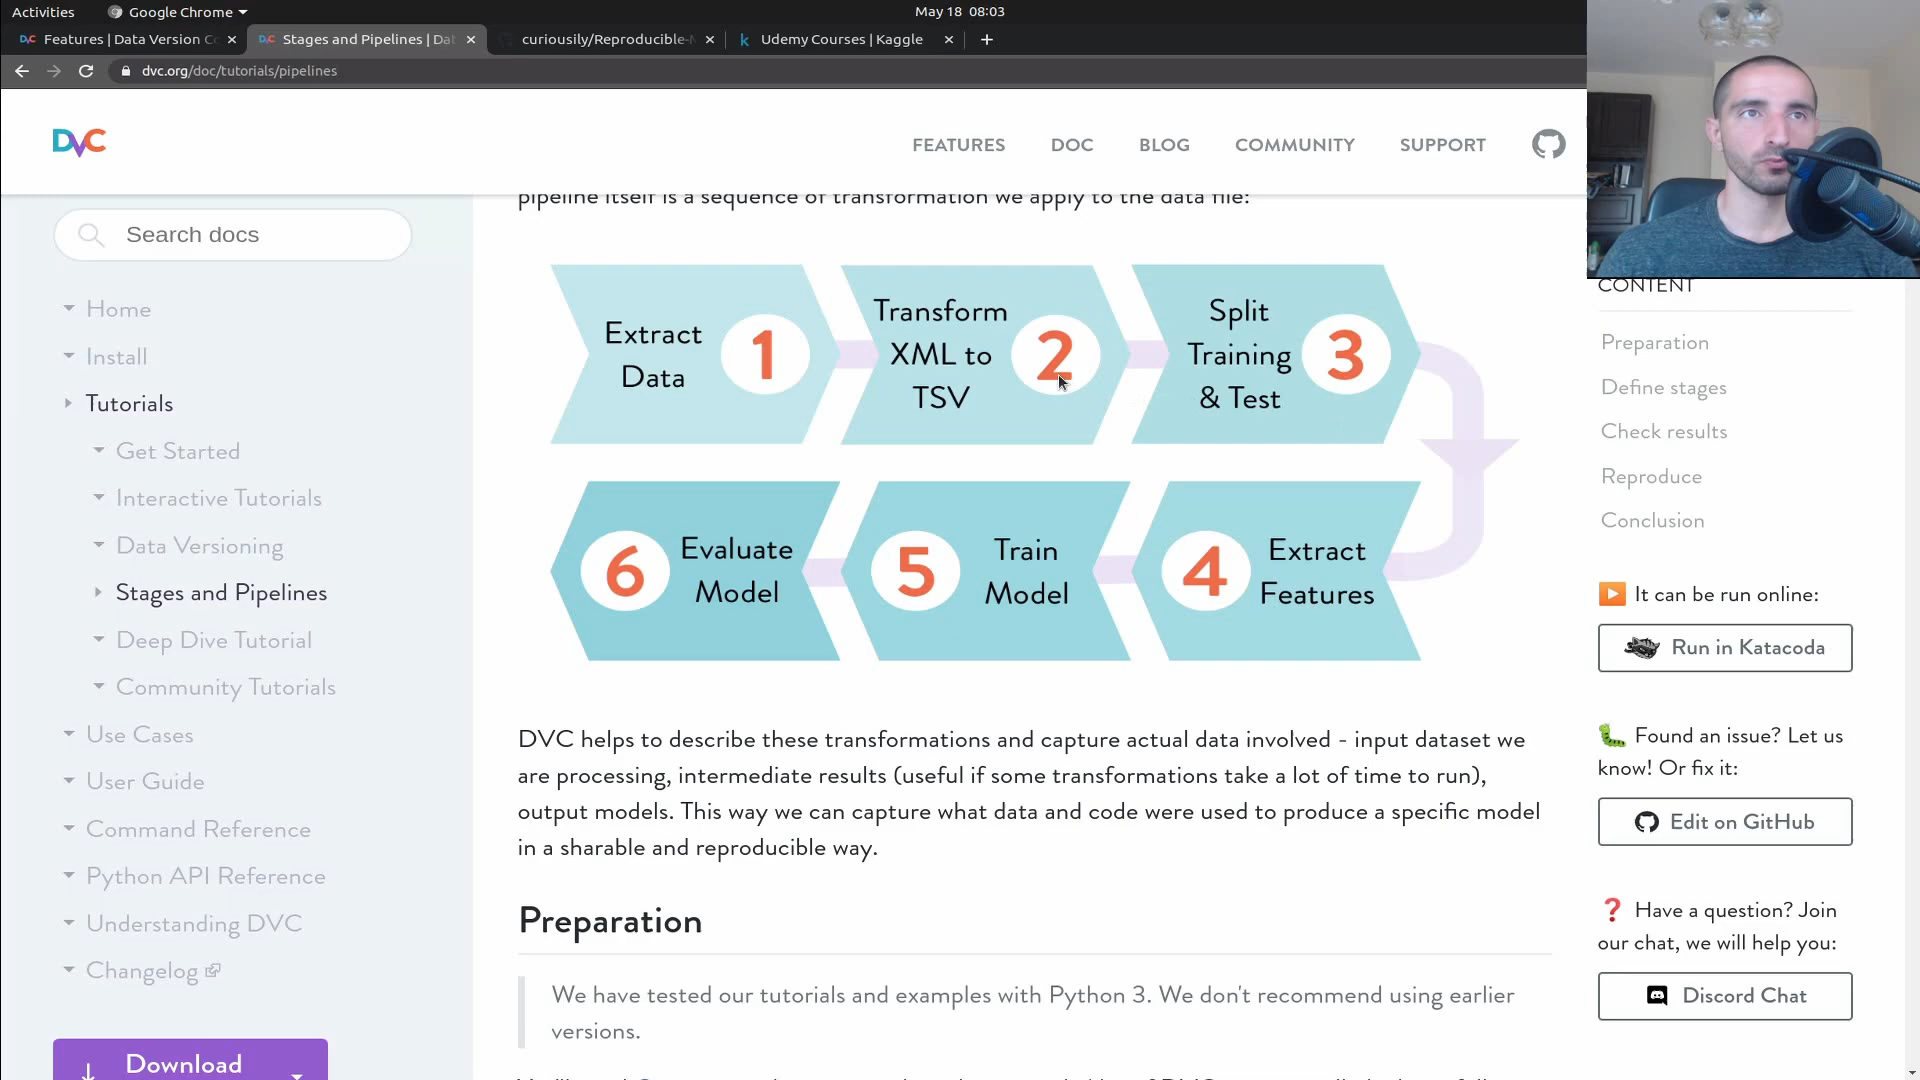 Activities
Google Chrome
May 18 08:03
DVC Features | Data Version Co
DVC Stages and Pipelines | Dat
curiousily/Reproducible-M
k Udemy Courses | Kaggle
dvc.org/doc/tutorials/pipelines
DVC
FEATURES
DOC
BLOG
COMMUNITY
SUPPORT
Search docs
Home
Install
Tutorials
Get Started
Interactive Tutorials
Data Versioning
Stages and Pipelines
Deep Dive Tutorial
Community Tutorials
Use Cases
User Guide
Command Reference
Python API Reference
Understanding DVC
Changelog
Download
pipeline itself is a sequence of transformation we apply to the data file:
Extract
Data
1
Transform
XML to
TSV
2
Split
Training
& Test
3
4
Extract
Features
5
Train
Model
6
Evaluate
Model
DVC helps to describe these transformations and capture actual data involved - input dataset we
are processing, intermediate results (useful if some transformations take a lot of time to run),
output models. This way we can capture what data and code were used to produce a specific model
in a sharable and reproducible way.
Preparation
We have tested our tutorials and examples with Python 3. We don't recommend using earlier
versions.
CONTENT
Preparation
Define stages
Check results
Reproduce
Conclusion
It can be run online:
Run in Katacoda
Found an issue? Let us
know! Or fix it:
Edit on GitHub
Have a question? Join
our chat, we will help you:
Discord Chat